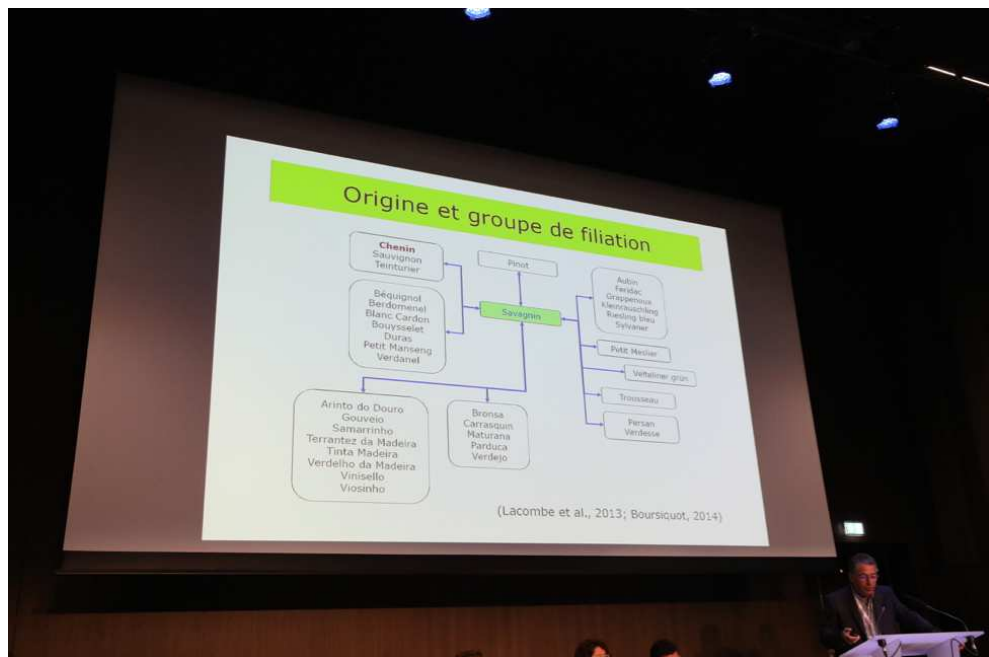 Origine et groupe de filiation
Chenin
Sauvignon
Teinturier
Pinot
Savagnin
Béquignol
Berdomenel
Blanc Cardon
Bouysselet
Duras
Petit Manseng
Verdanel
Aubin
Feridac
Grappenoux
Kleinrauschling
Riesling bleu
Sylvaner
Petit Meslier
Velteliner grün
Trousseau
Persan
Verdesse
Arinto do Douro
Gouveio
Samarrinho
Terrantez da Madeira
Tinta Madeira
Verdelho da Madeira
Vinisello
Viosinho
Bronsa
Carrasquin
Maturana
Parduca
Verdejo
(Lacombe et al., 2013; Boursiquot, 2014)